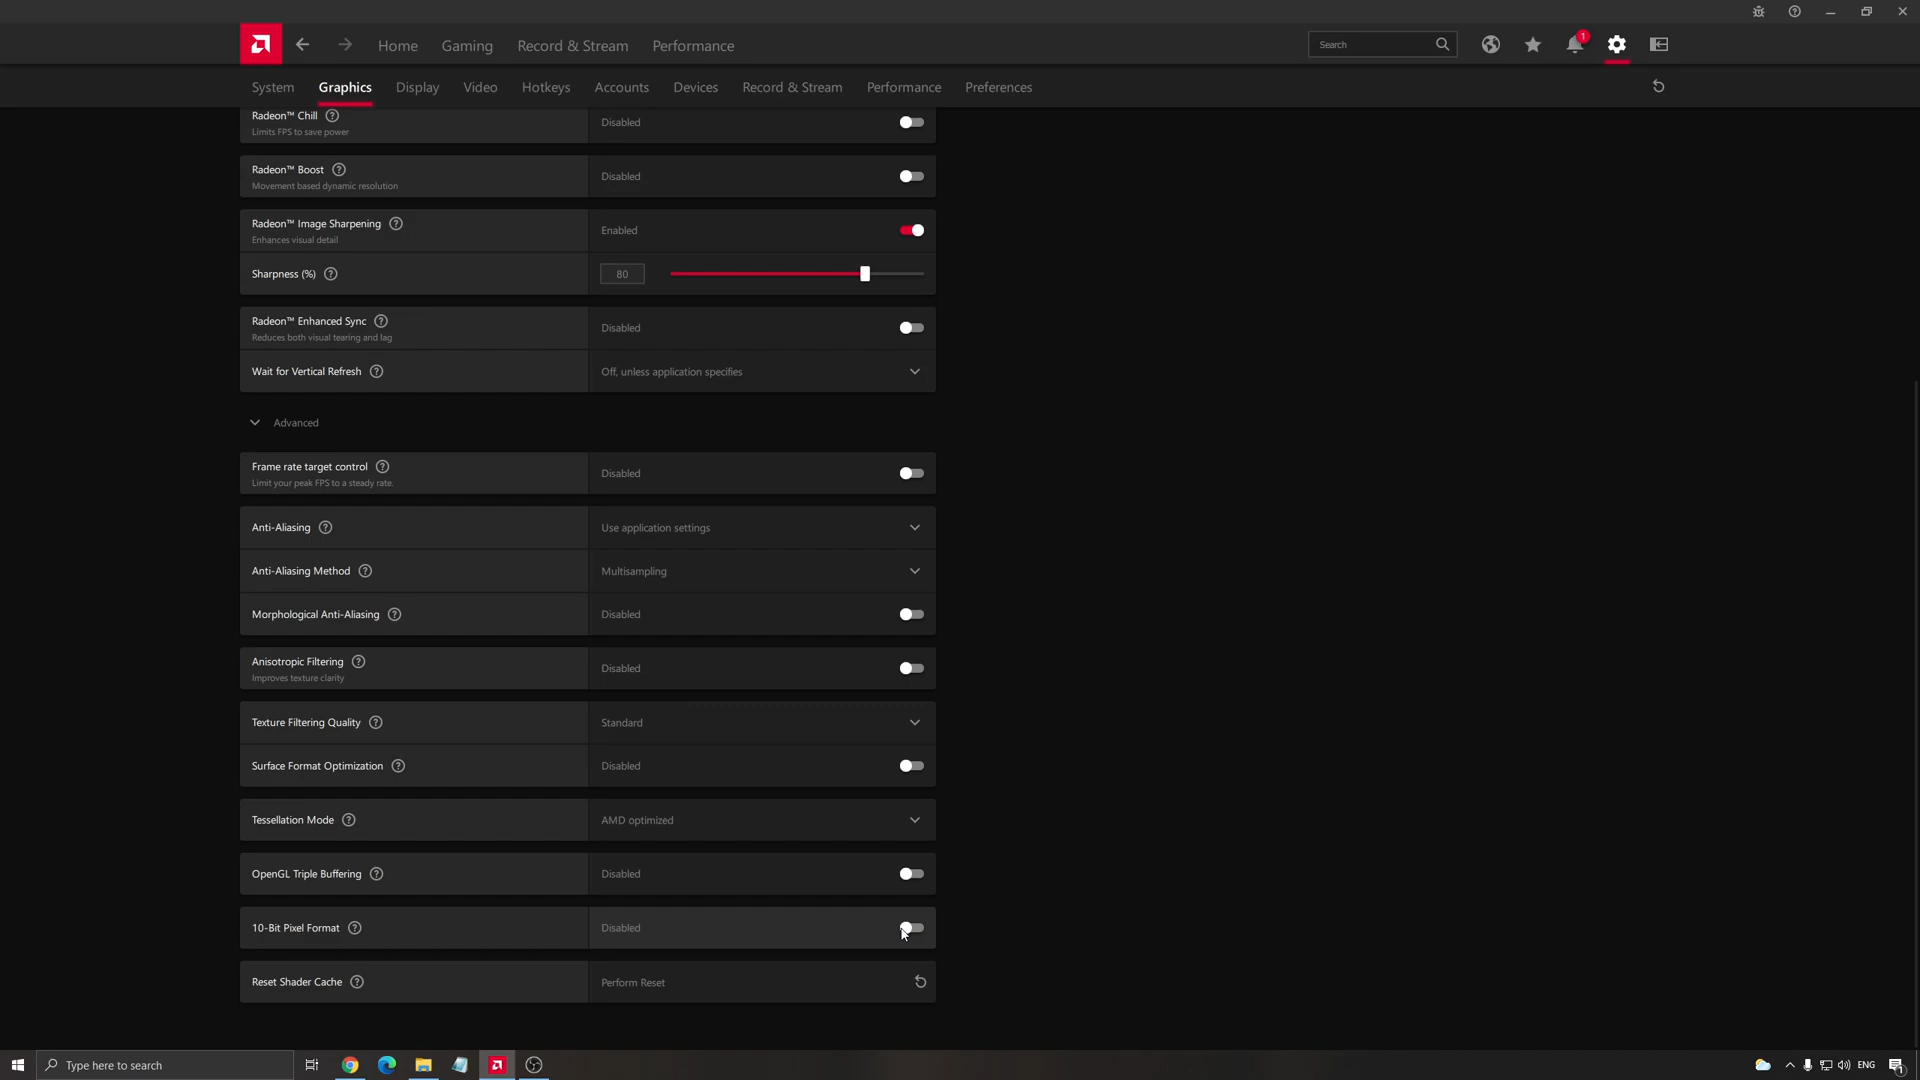 Home
Gaming
Record & Stream
Performance
Search
1
System
Graphics
Display
Video
Hotkeys
Accounts
Devices
Record & Stream
Performance
Preferences
Radeon™ Chill
Limits FPS to save power
Disabled
Radeon™ Boost
Movement based dynamic resolution
Disabled
Radeon™ Image Sharpening
Enhances visual detail
Enabled
Sharpness (%)
80
Radeon™ Enhanced Sync
Reduces both visual tearing and lag
Disabled
Wait for Vertical Refresh
Off, unless application specifies
Advanced
Frame rate target control
Limit your peak FPS to a steady rate.
Disabled
Anti-Aliasing
Use application settings
Anti-Aliasing Method
Multisampling
Morphological Anti-Aliasing
Disabled
Anisotropic Filtering
Improves texture clarity
Disabled
Texture Filtering Quality
Standard
Surface Format Optimization
Disabled
Tessellation Mode
AMD optimized
OpenGL Triple Buffering
Disabled
10-Bit Pixel Format
Disabled
Reset Shader Cache
Perform Reset
Type here to search
ENG
1